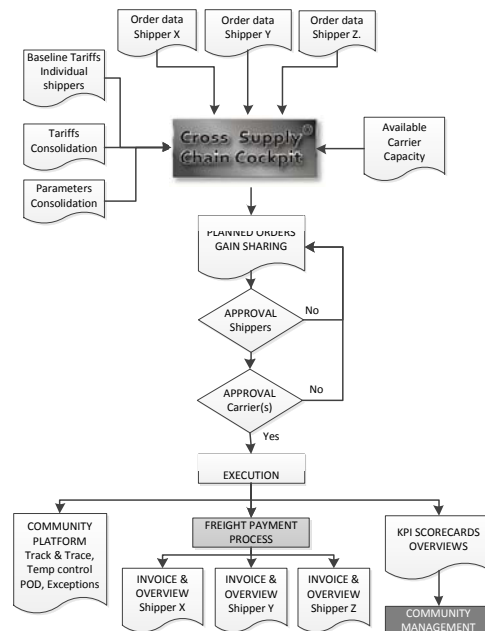 Order data
Shipper X
Order data
Shipper Y
Order data
Shipper Z.
Baseline Tariffs
Individual
shippers
Tariffs
Consolidation
Parameters
Consolidation
Cross Supply®
Chain Cockpit
Available
Carrier
Capacity
PLANNED ORDERS
GAIN SHARING
APPROVAL
Shippers
No
APPROVAL
Carrier(s)
No
Yes
EXECUTION
COMMUNITY
PLATFORM
Track & Trace,
Temp control
POD, Exceptions
FREIGHT PAYMENT
PROCESS
KPI SCORECARDS
OVERVIEWS
INVOICE &
OVERVIEW
Shipper X
INVOICE &
OVERVIEW
Shipper Y
INVOICE &
OVERVIEW
Shipper Z
COMMUNITY
MANAGEMENT